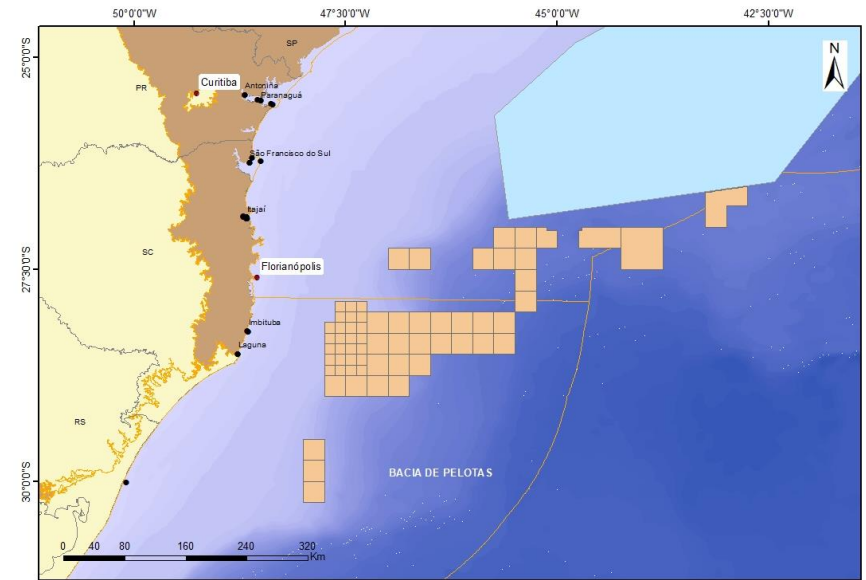 50°0'0"W
47°30'0"W
45°0'0"W
42°30'0"W
25°0'0"S
27°30'0"S
30°0'0"S
N
SP
PR
Curitiba
Antonina
Paranaguá
São Francisco do Sul
Itajaí
SC
Florianópolis
Imbituba
Laguna
RS
BACIA DE PELOTAS
0 40 80 160 240 320
Km